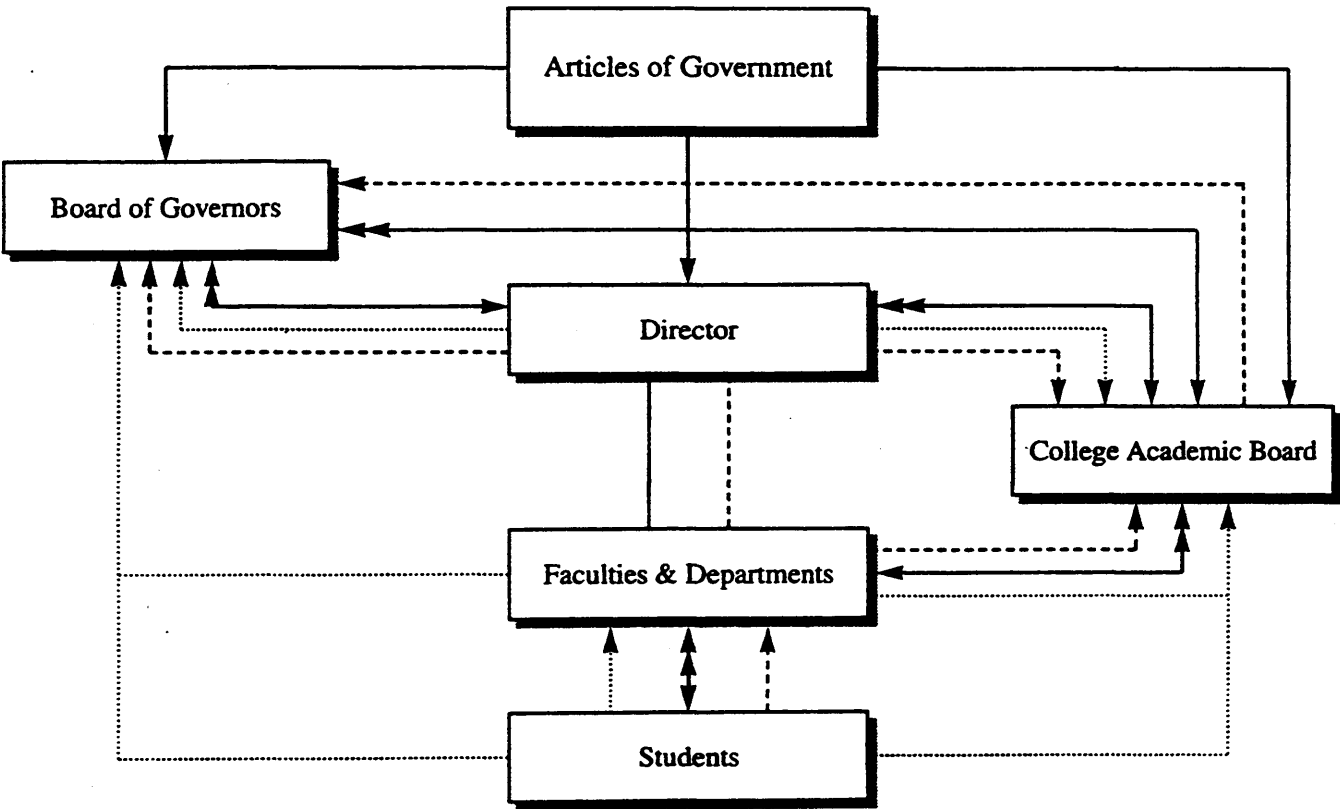 Articles of Government
Board of Governors
Director
College Academic Board
Faculties & Departments
Students